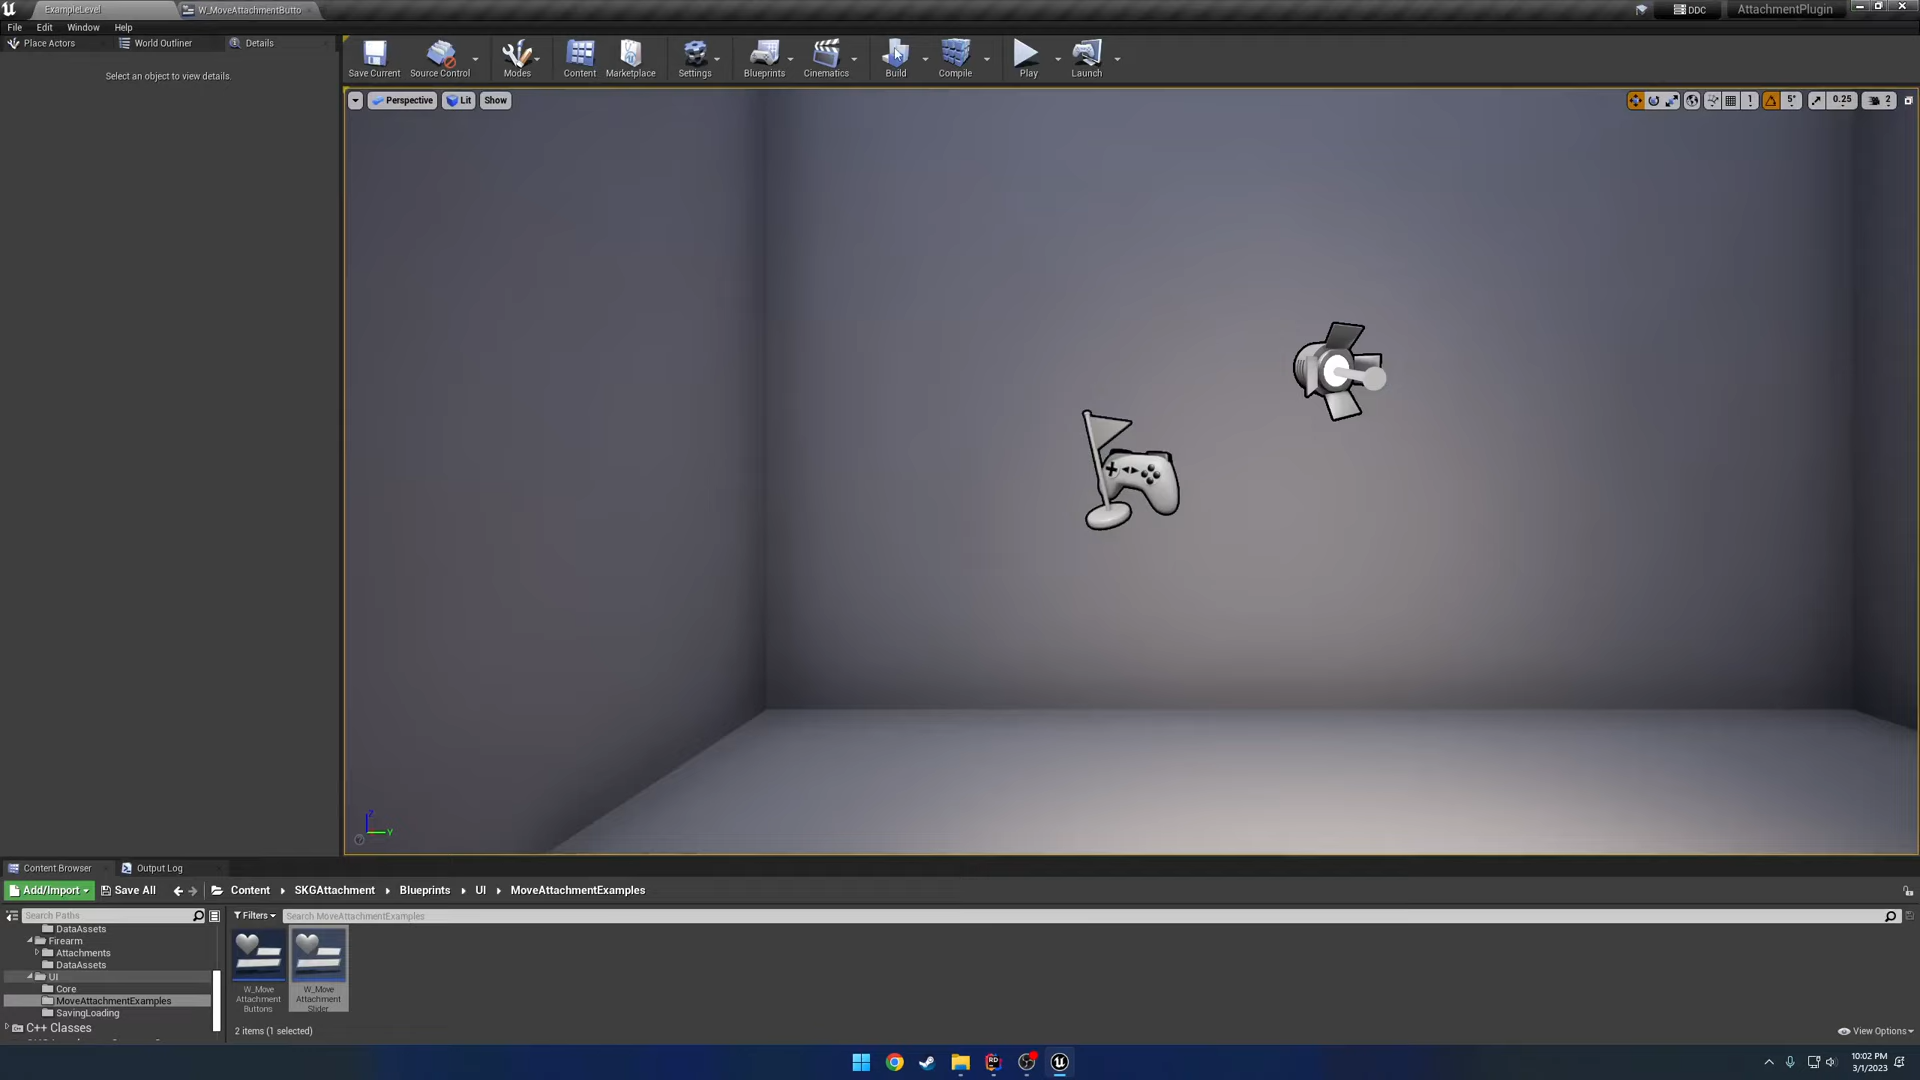 ExampleLevel
W_MoveAttachmentButto
DDC
AttachmentPlugin
File Edit Window Help
Place Actors
World Outliner
Details
Select an object to view details.
Save Current
Source Control
Modes
Content
Marketplace
Settings
Blueprints
Cinematics
Build
Compile
Play
Launch
Perspective
Lit
Show
1
5°
0.25
2
Z
Y
Content Browser
Output Log
Add/Import
Save All
Content
SKGAttachment
Blueprints
UI
MoveAttachmentExamples
Search Paths
Filters
Search MoveAttachmentExamples
DataAssets
Firearm
Attachments
DataAssets
UI
Core
MoveAttachmentExamples
SavingLoading
C++ Classes
W_Move
Attachment
Buttons
W_Move
Attachment
Slider
2 items (1 selected)
View Options
10:02 PM
3/1/2023